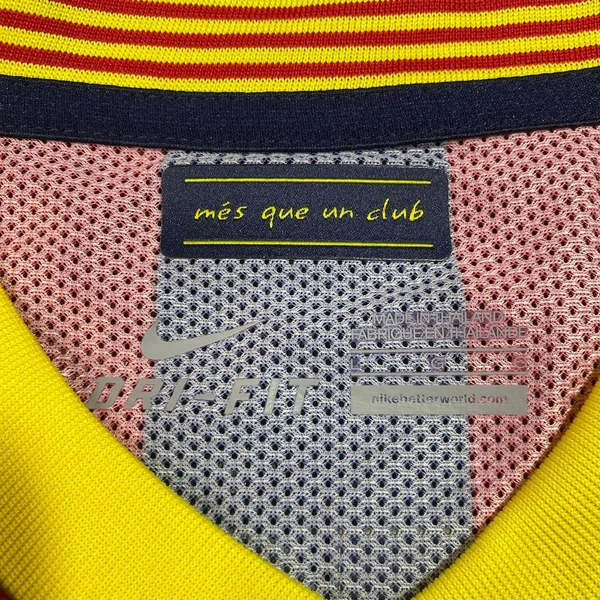 més que un club
MADE IN THAILAND
FABRIQUÉ EN THAÏLANDE
DRI-FIT
nikebetterworld.com